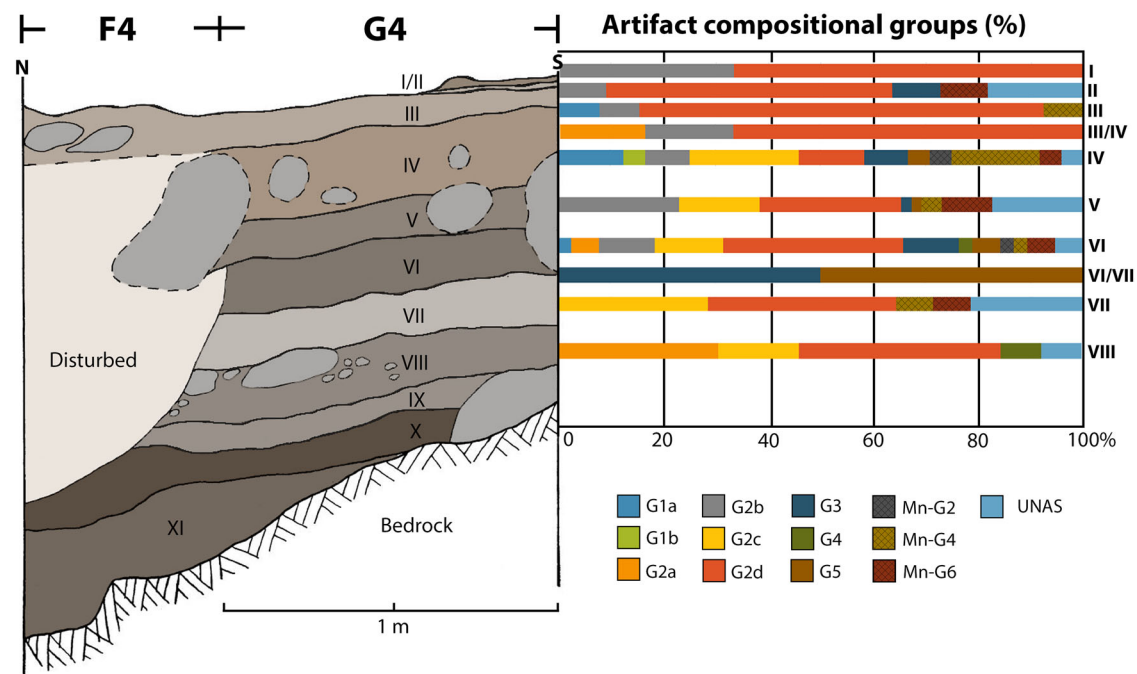 F4 G4 Artifact compositional groups (%)
N S
I/II
III
IV
V
VI
VII
VIII
IX
X
XI
Disturbed
Bedrock
1 m
I
II
III
III/IV
IV
V
VI
VI/VII
VII
VIII
0 20 40 60 80 100%
G1a G2b G3 Mn-G2 UNAS
G1b G2c G4 Mn-G4
G2a G2d G5 Mn-G6